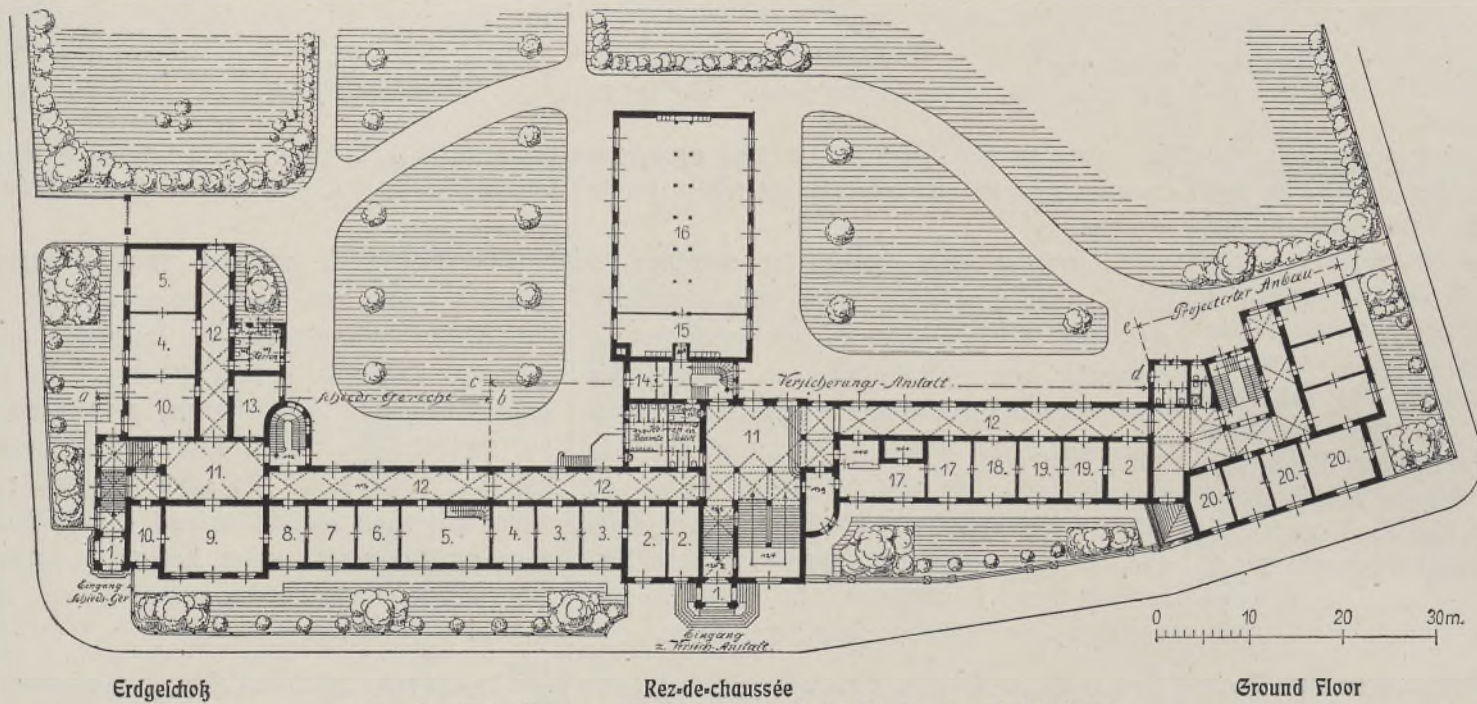 16
5.
12
4.
15
Projectirter Anbau
e
f
14.
c
Versicherungs-Anstalt.
d
a
Schieds-Gericht
b
10.
13.
11.
11
12
12
12.
17.
17
18.
19.
19.
2
20.
20.
20.
1.
10.
9.
8.
7.
6.
5.
4.
3.
3.
2.
2.
1.
Eingang z.
Schieds-Ger
Eingang
z. Versich-Anstalt.
0 10 20 30 m.
Erdgeschoß
Rez-de-chaussée
Ground Floor